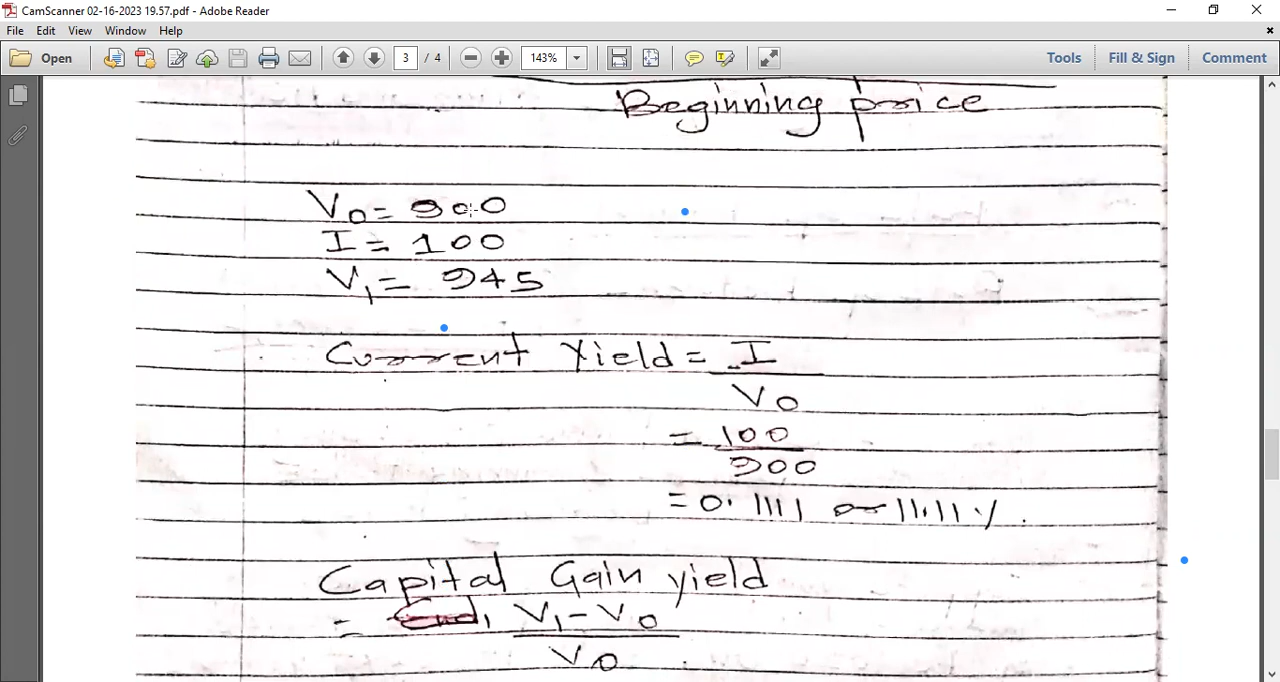 CamScanner 02-16-2023 19.57.pdf - Adobe Reader
File Edit View Window Help
Open 3 / 4 143% Tools Fill & Sign Comment
Beginning price
V0 = 900
I = 100
V1 = 945
Current Yield = I
V0
= 100
900
= 0.1111 or 11.11%.
Capital Gain yield
= V1 - V0
V0